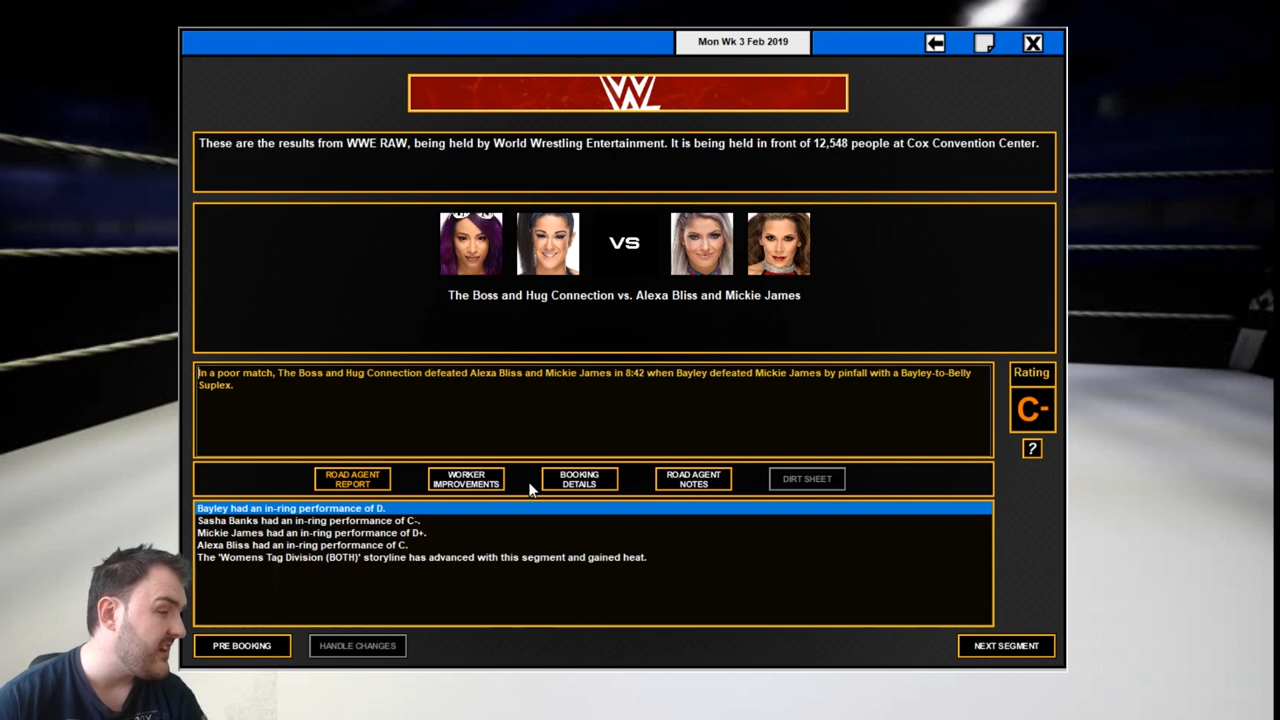 Mon Wk 3 Feb 2019
These are the results from WWE RAW, being held by World Wrestling Entertainment. It is being held in front of 12,548 people at Cox Convention Center.
VS
The Boss and Hug Connection vs. Alexa Bliss and Mickie James
In a poor match, The Boss and Hug Connection defeated Alexa Bliss and Mickie James in 8:42 when Bayley defeated Mickie James by pinfall with a Bayley-to-Belly
Suplex.
Rating
C-
?
ROAD AGENT
REPORT
WORKER
IMPROVEMENTS
BOOKING
DETAILS
ROAD AGENT
NOTES
DIRT SHEET
Bayley had an in-ring performance of D.
Sasha Banks had an in-ring performance of C-.
Mickie James had an in-ring performance of D+.
Alexa Bliss had an in-ring performance of C.
The 'Womens Tag Division (BOTH)' storyline has advanced with this segment and gained heat.
PRE BOOKING
HANDLE CHANGES
NEXT SEGMENT